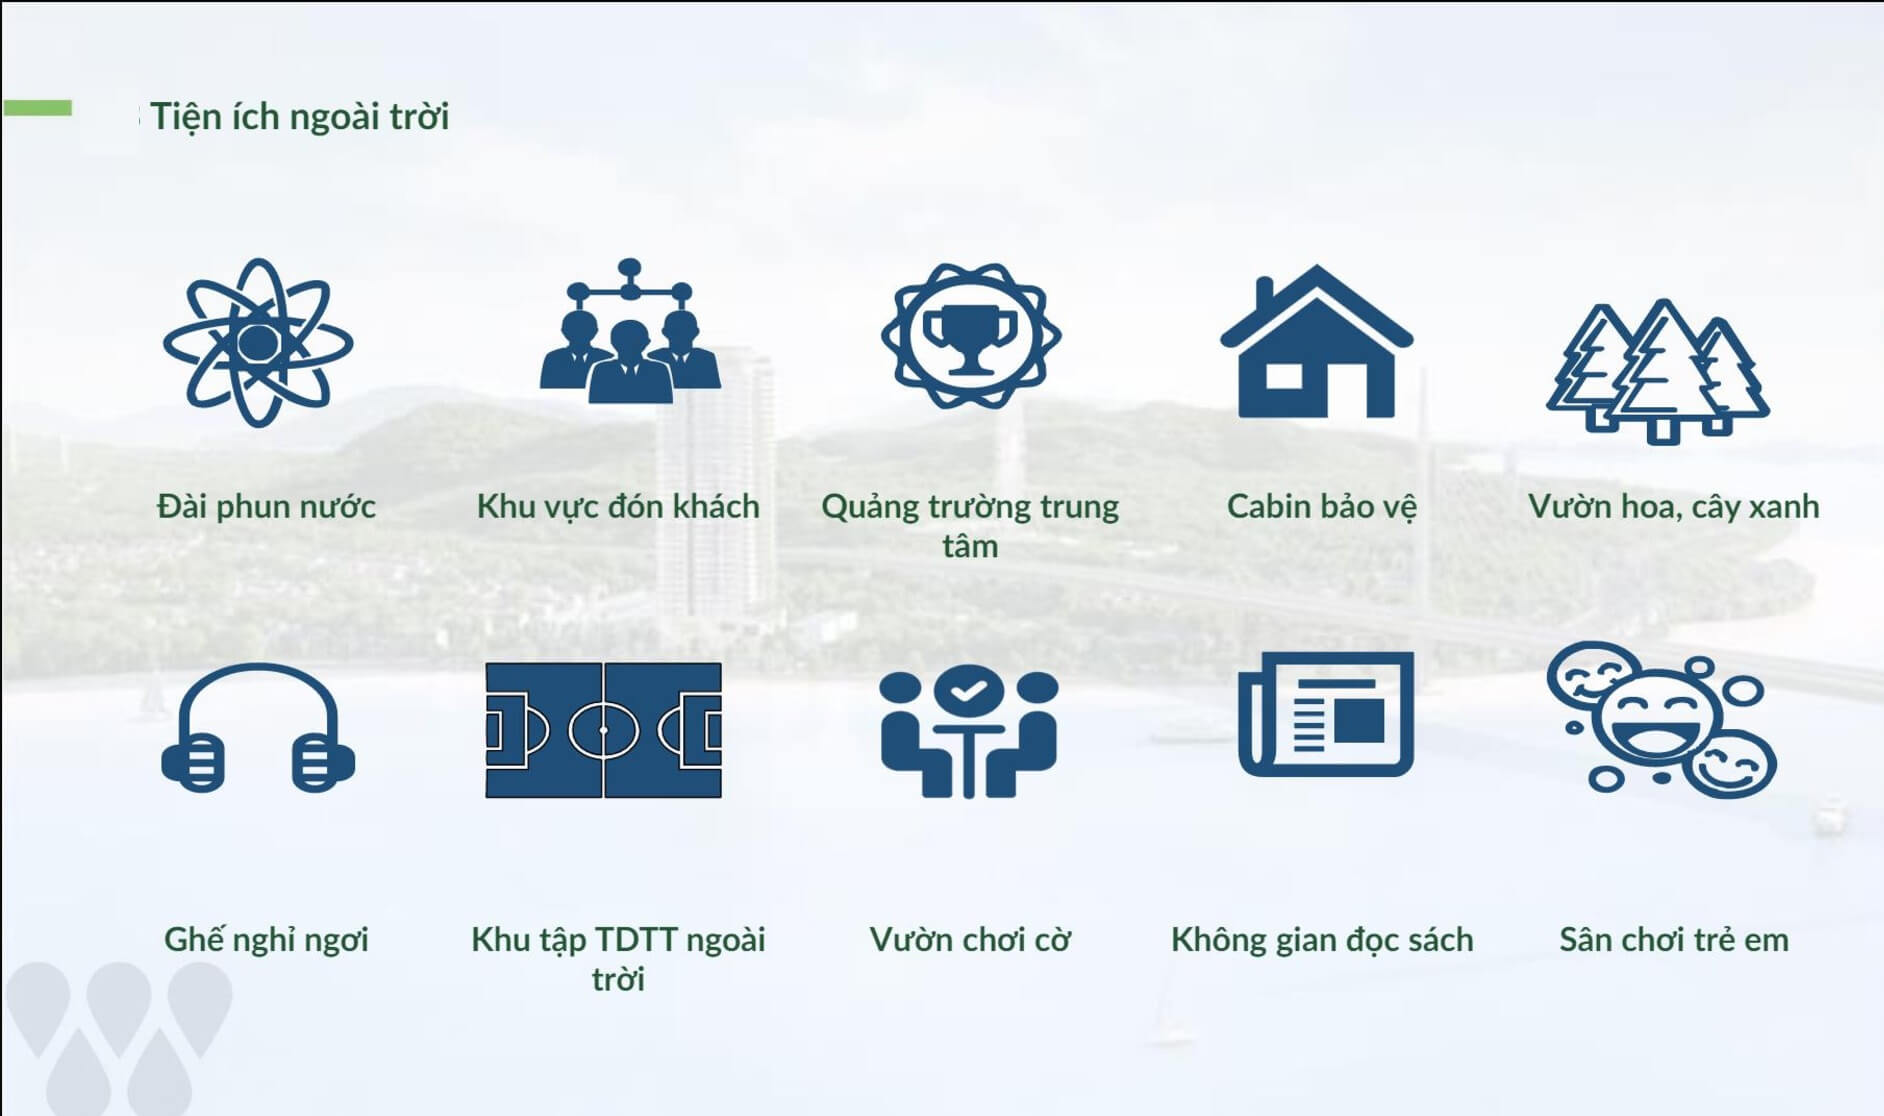 Tiện ích ngoài trời
Đài phun nước
Khu vực đón khách
Quảng trường trung
tâm
Cabin bảo vệ
Vườn hoa, cây xanh
Ghế nghỉ ngơi
Khu tập TDTT ngoài
trời
Vườn chơi cờ
Không gian đọc sách
Sân chơi trẻ em